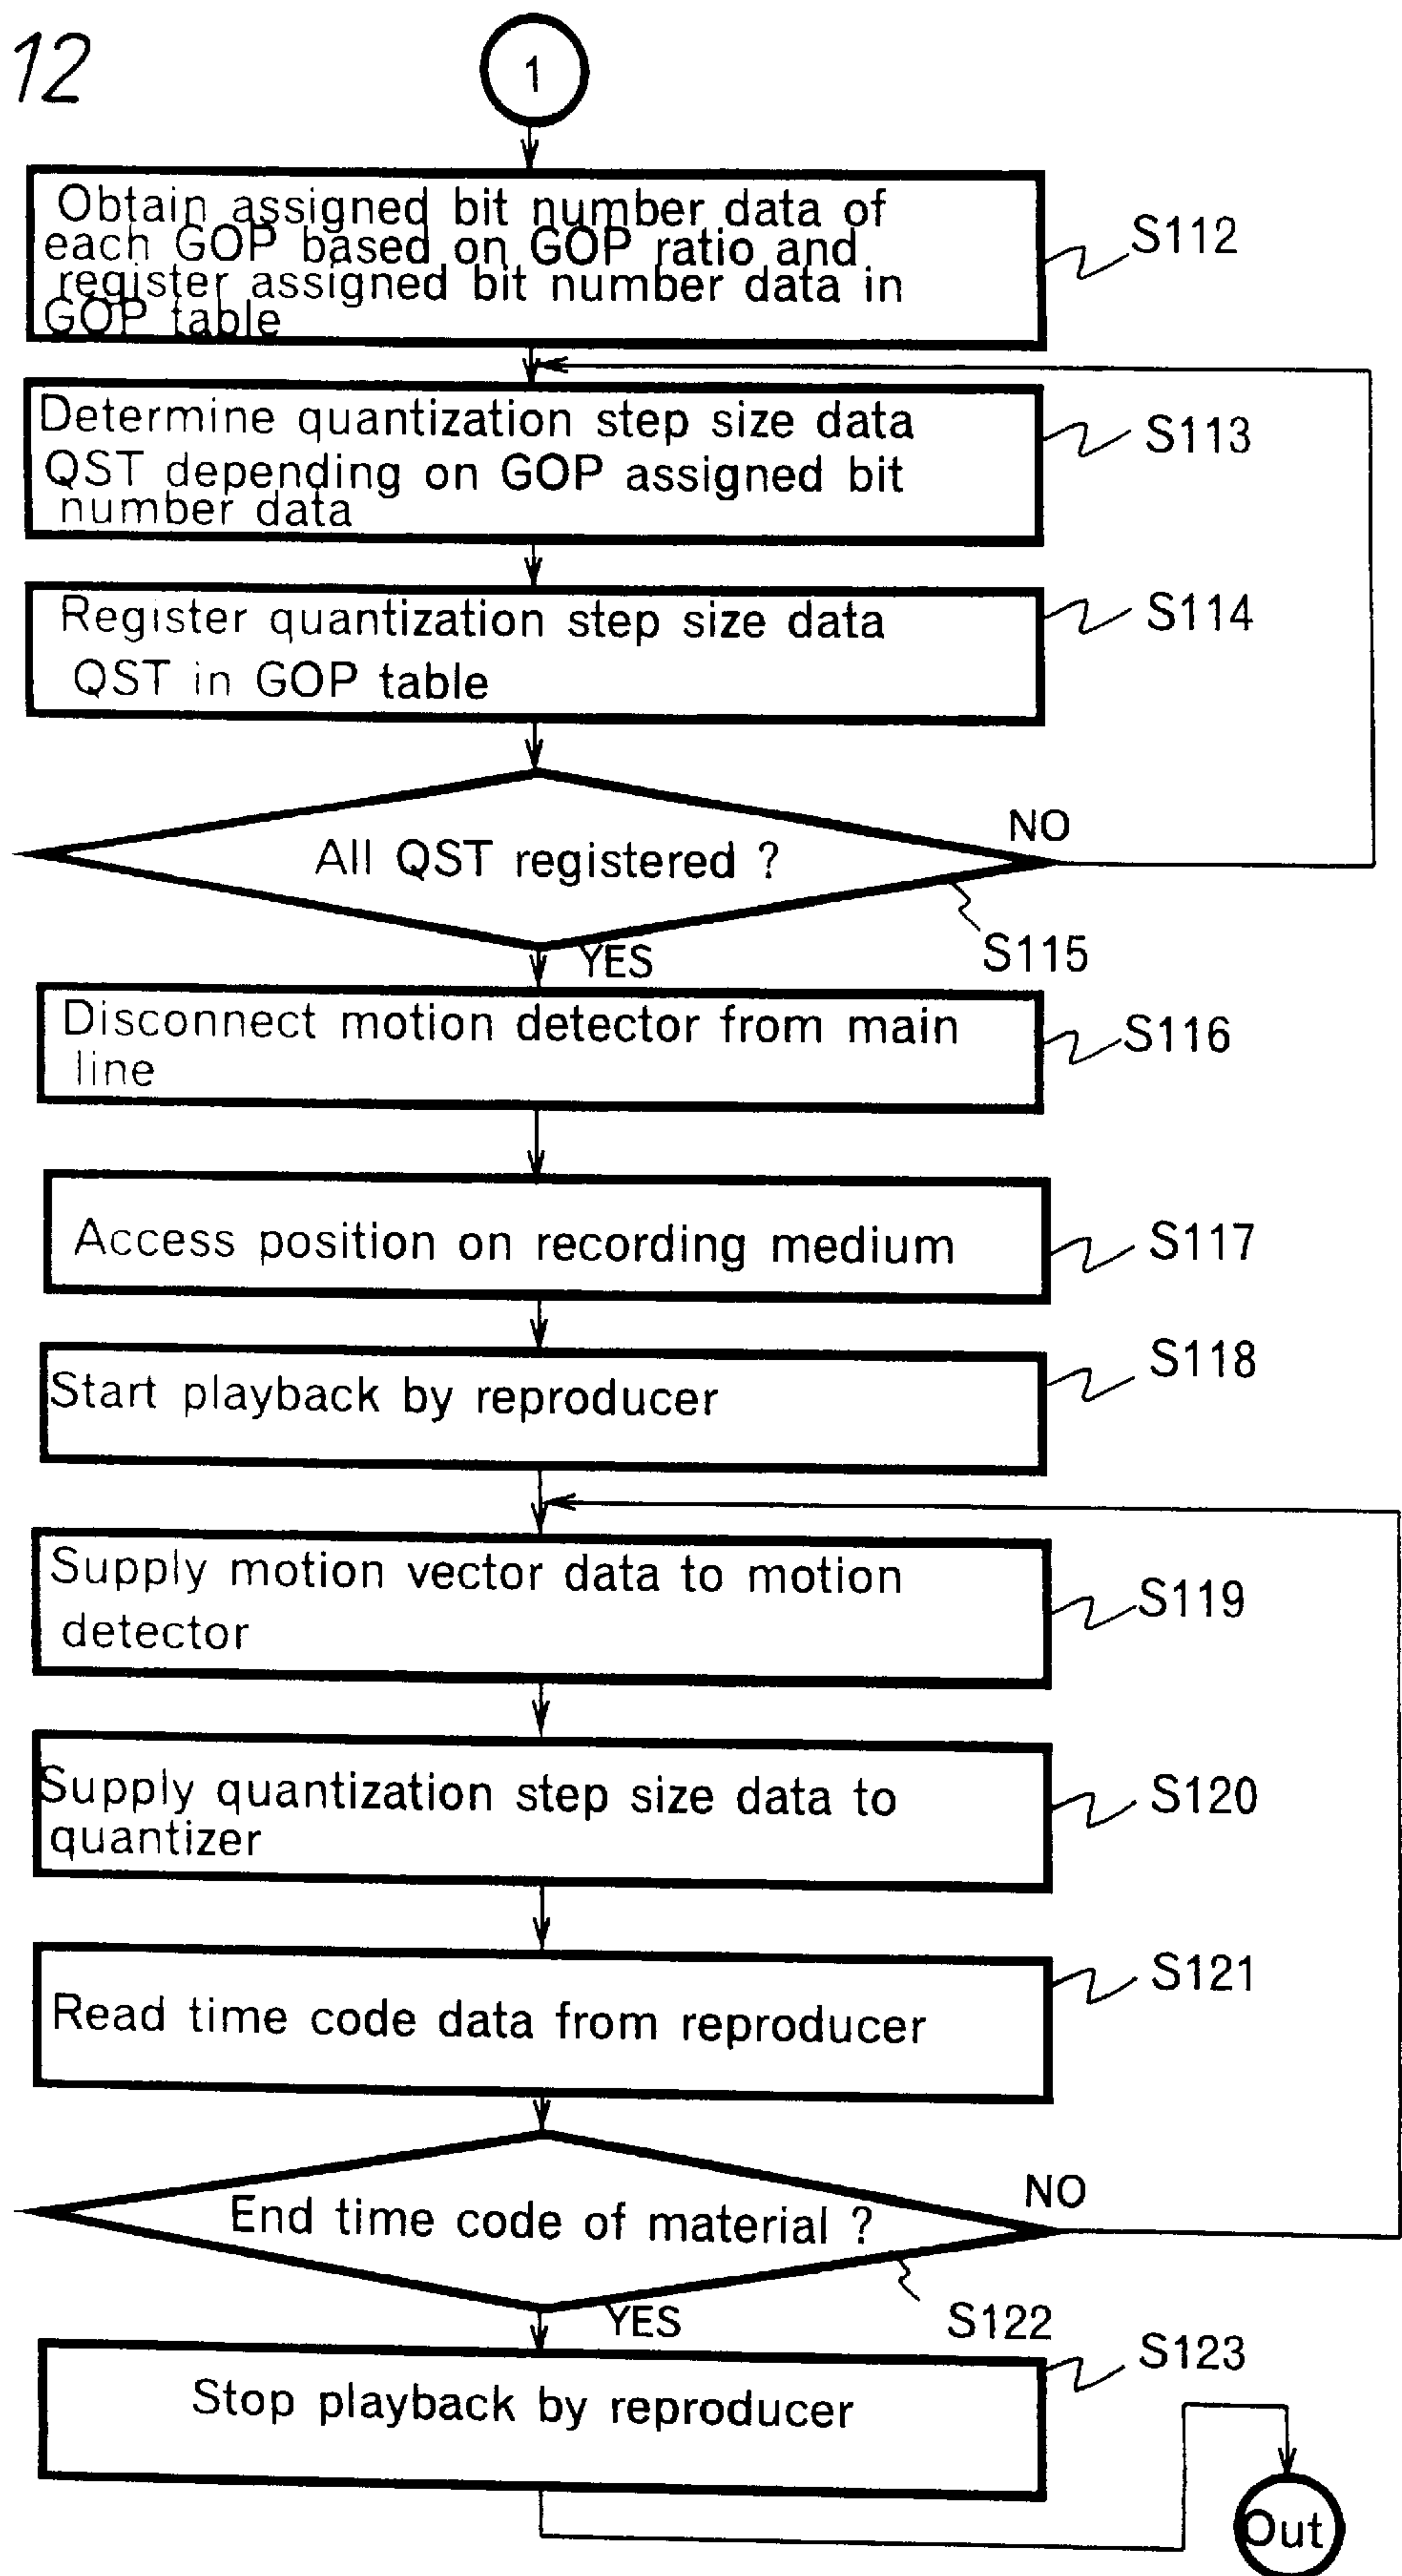 12
1
Obtain assigned bit number data of
each GOP based on GOP ratio and
register assigned bit number data in
GOP table
S112
Determine quantization step size data
QST depending on GOP assigned bit
number data
S113
Register quantization step size data
QST in GOP table
S114
All QST registered ?
NO
S115
YES
Disconnect motion detector from main
line
S116
Access position on recording medium
S117
Start playback by reproducer
S118
Supply motion vector data to motion
detector
S119
Supply quantization step size data to
quantizer
S120
Read time code data from reproducer
S121
End time code of material ?
NO
S122
YES
Stop playback by reproducer
S123
Out